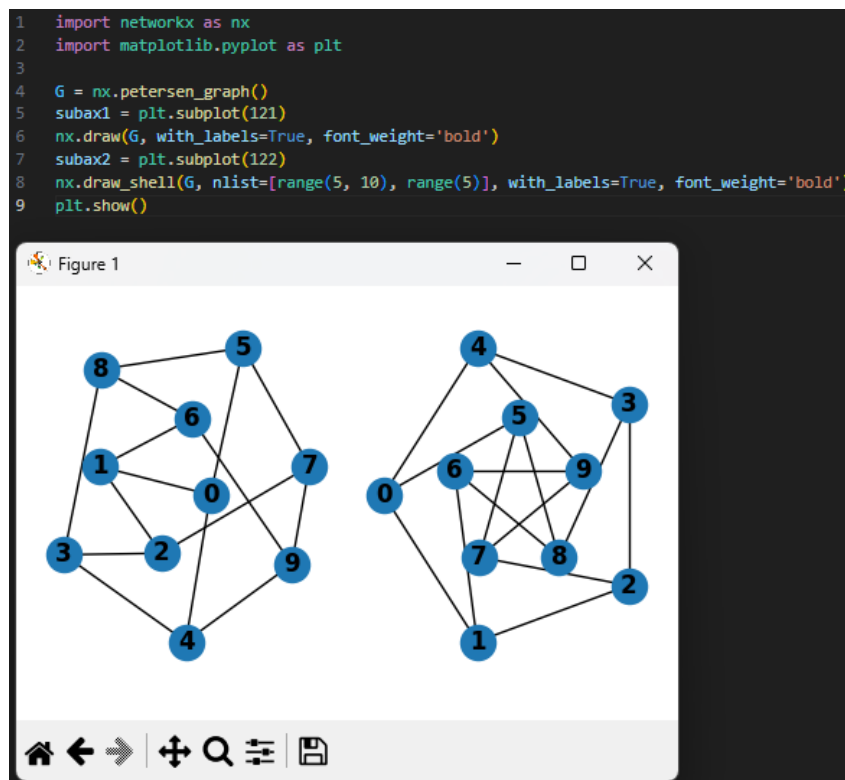 1 import networkx as nx
2 import matplotlib.pyplot as plt
3
4 G = nx.petersen_graph()
5 subax1 = plt.subplot(121)
6 nx.draw(G, with_labels=True, font_weight='bold')
7 subax2 = plt.subplot(122)
8 nx.draw_shell(G, nlist=[range(5, 10), range(5)], with_labels=True, font_weight='bold')
9 plt.show()
Figure 1
5
8
6
1
7
0
3
2
9
4
4
3
5
6
9
0
7
8
2
1